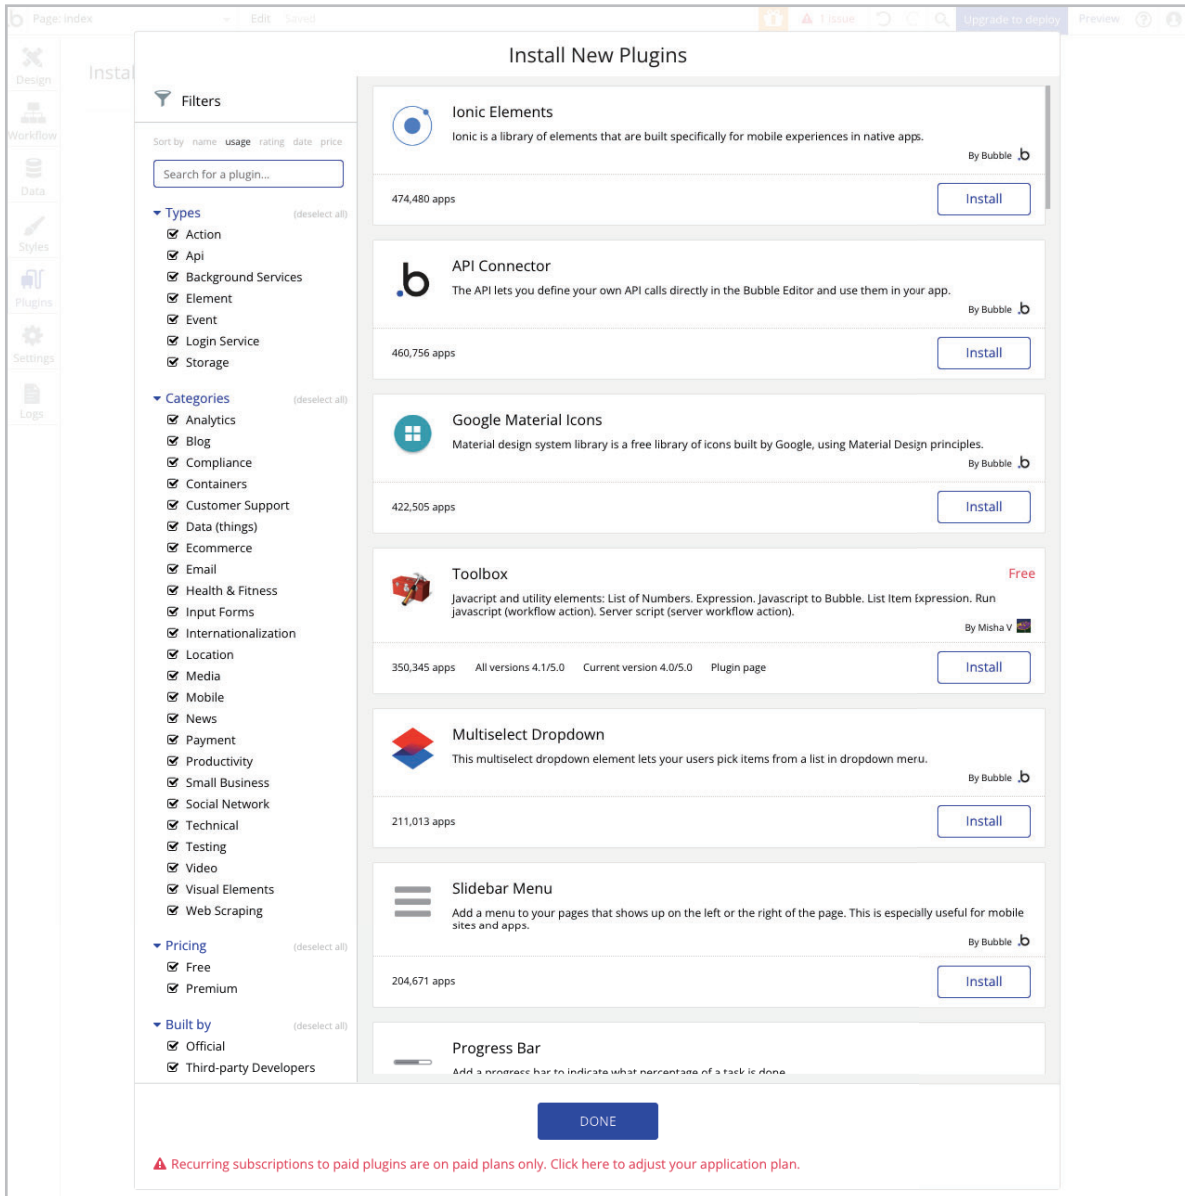 Page: index
Edit
Saved
1 issue
Upgrade to deploy
Preview
Design
Workflow
Data
Styles
Plugins
Settings
Logs
Instal
Install New Plugins
Filters
Sort by name usage rating date price
Search for a plugin...
Types (deselect all)
Action
Api
Background Services
Element
Event
Login Service
Storage
Categories (deselect all)
Analytics
Blog
Compliance
Containers
Customer Support
Data (things)
Ecommerce
Email
Health & Fitness
Input Forms
Internationalization
Location
Media
Mobile
News
Payment
Productivity
Small Business
Social Network
Technical
Testing
Video
Visual Elements
Web Scraping
Pricing (deselect all)
Free
Premium
Built by (deselect all)
Official
Third-party Developers
Ionic Elements
Ionic is a library of elements that are built specifically for mobile experiences in native apps.
By Bubble .b
474,480 apps
Install
.b
API Connector
The API lets you define your own API calls directly in the Bubble Editor and use them in your app.
By Bubble .b
460,756 apps
Install
Google Material Icons
Material design system library is a free library of icons built by Google, using Material Design principles.
By Bubble .b
422,505 apps
Install
Toolbox
Free
Javacript and utility elements: List of Numbers. Expression. Javascript to Bubble. List Item Expression. Run
javascript (workflow action). Server script (server workflow action).
By Misha V
350,345 apps All versions 4.1/5.0 Current version 4.0/5.0 Plugin page
Install
Multiselect Dropdown
This multiselect dropdown element lets your users pick items from a list in dropdown meru.
By Bubble .b
211,013 apps
Install
Slidebar Menu
Add a menu to your pages that shows up on the left or the right of the page. This is especially useful for mobile
sites and apps.
By Bubble .b
204,671 apps
Install
Progress Bar
Add a progress bar to indicate what percentage of a task is done
DONE
Recurring subscriptions to paid plugins are on paid plans only. Click here to adjust your application plan.